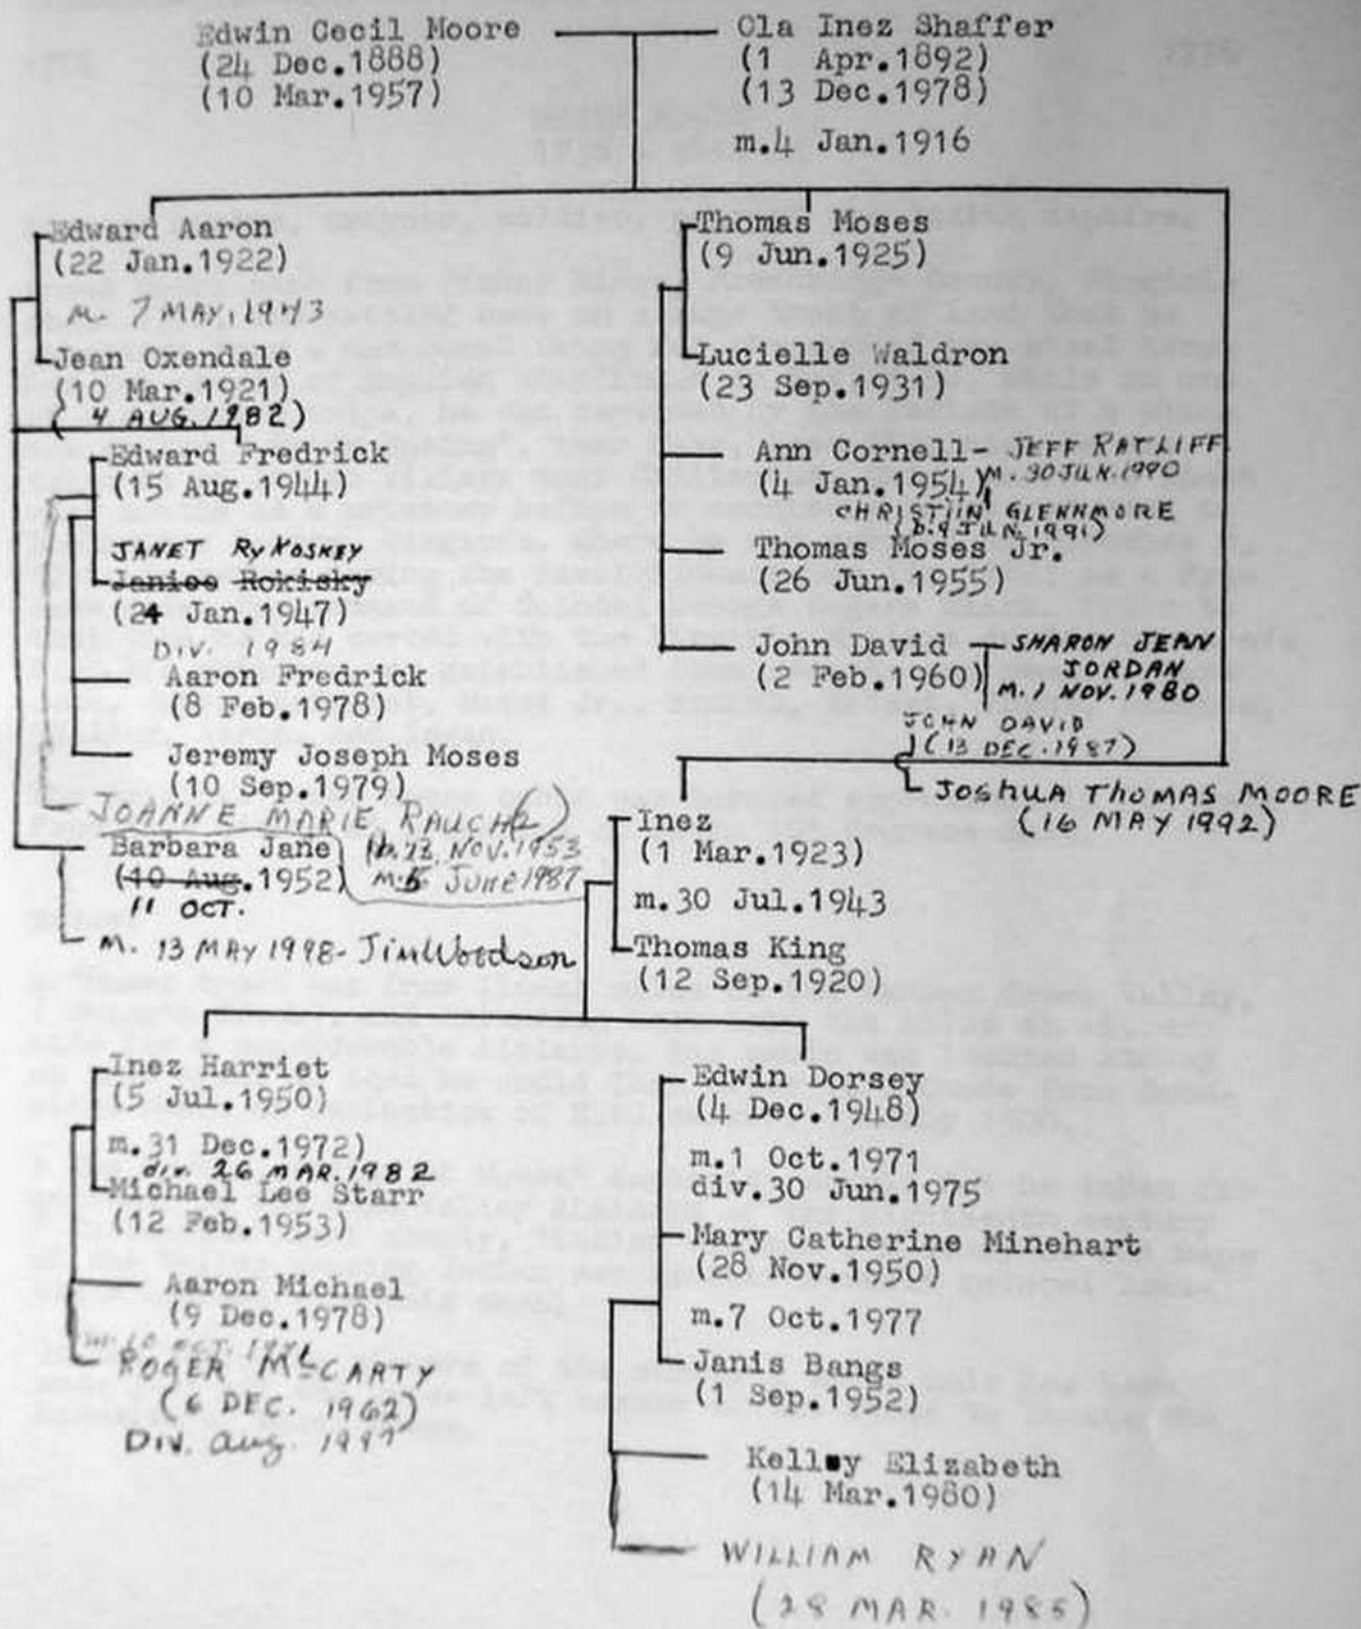 Edwin Cecil Moore
(24 Dec.1888)
(10 Mar.1957)
Ola Inez Shaffer
(1 Apr.1892)
(13 Dec.1978)
m.4 Jan.1916
Edward Aaron
(22 Jan.1922)
M. 7 MAY, 1943
Jean Oxendale
(10 Mar.1921)
(4 AUG. 1982)
Edward Fredrick
(15 Aug.1944)
JANET RyKOSKEY
Janice Rokisky
(24 Jan.1947)
DIV. 1984
Aaron Fredrick
(8 Feb.1978)
Jeremy Joseph Moses
(10 Sep.1979)
JOANNE MARIE RAUCH (2)
NOV. 1953
JUNE 1987
Barbara Jane
(10 Aug.1952)
11 OCT.
M. 13 MAY 1998- Jim Woodson
Thomas Moses
(9 Jun.1925)
Lucielle Waldron
(23 Sep.1931)
Ann Cornell- JEFF RATLIFF
(4 Jan.1954) M. 30 JUN. 1990
GLENNMORE
(b. 9 JUN. 1991)
Thomas Moses Jr.
(26 Jun.1955)
John David
(2 Feb.1960)
SHARON JEAN
JORDAN
M. 1 NOV. 1980
JOHN DAVID
(13 DEC. 1987)
JOSHUA THOMAS MOORE
(16 MAY 1992)
Inez
(1 Mar.1923)
m.30 Jul.1943
Thomas King
(12 Sep.1920)
Inez Harriet
(5 Jul.1950)
m.31 Dec.1972)
div. 26 MAR. 1982
Michael Lee Starr
(12 Feb.1953)
Aaron Michael
(9 Dec.1978)
ROGER McCARTY
(6 DEC. 1962)
DIV. aug. 1997
Edwin Dorsey
(4 Dec.1948)
m.1 Oct.1971
div.30 Jun.1975
Mary Catherine Minehart
(28 Nov.1950)
m.7 Oct.1977
Janis Bangs
(1 Sep.1952)
Kelley Elizabeth
(14 Mar.1980)
WILLIAM RYAN
(28 MAR. 1985)